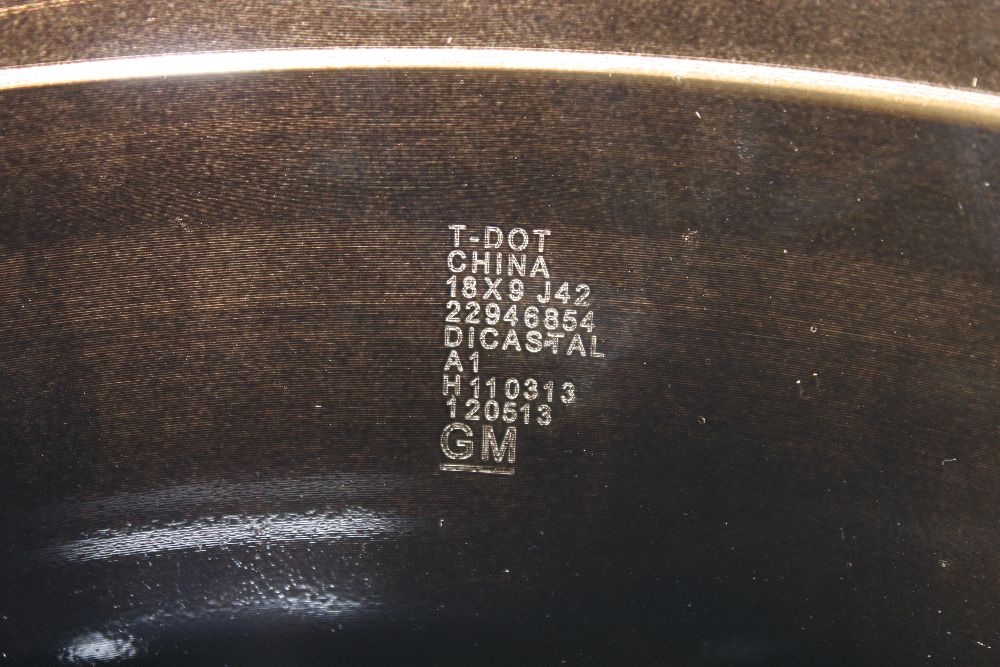 T-DOT
CHINA
18X9 J42
22946854
DICASTAL
A1
H110313
120513
GM